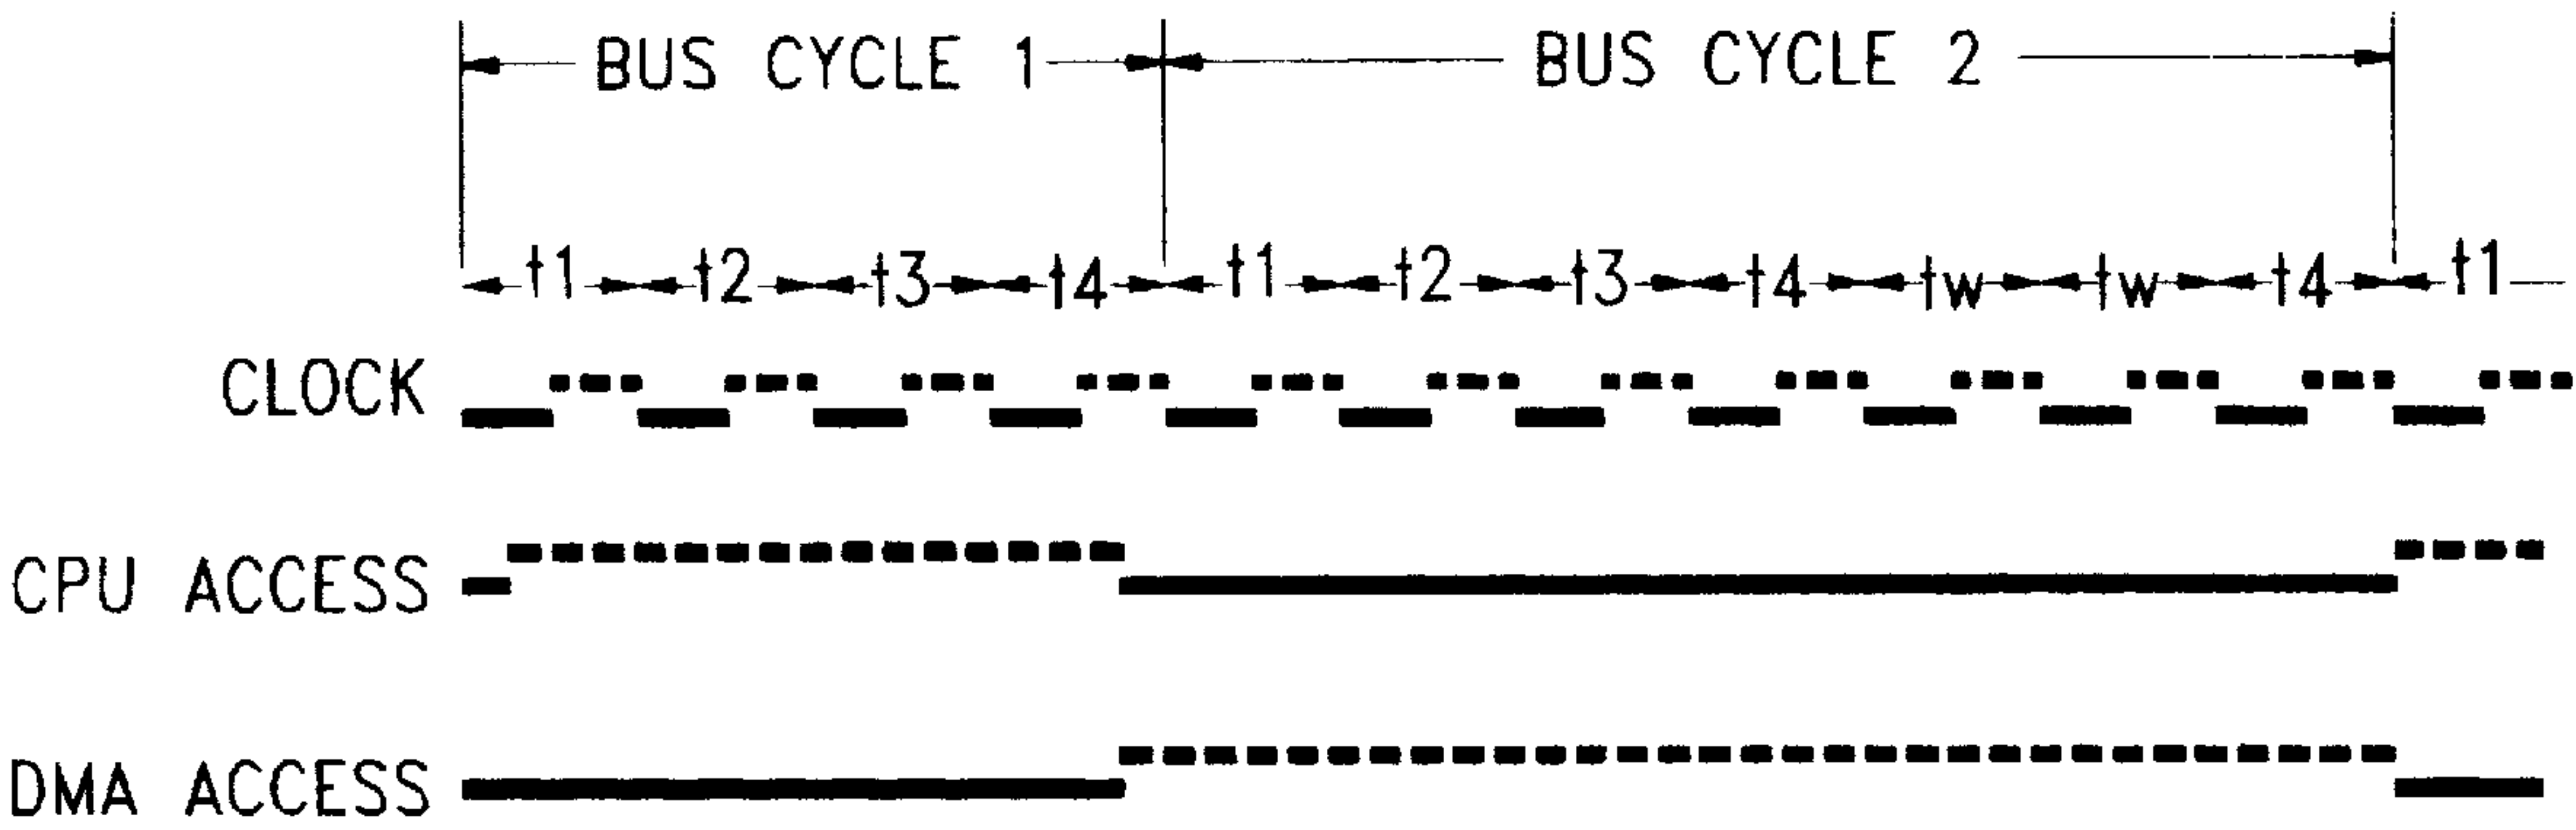 BUS CYCLE 1 BUS CYCLE 2
t1 t2 t3 t4 t1 t2 t3 t4 tw tw t4 t1
CLOCK
CPU ACCESS
DMA ACCESS